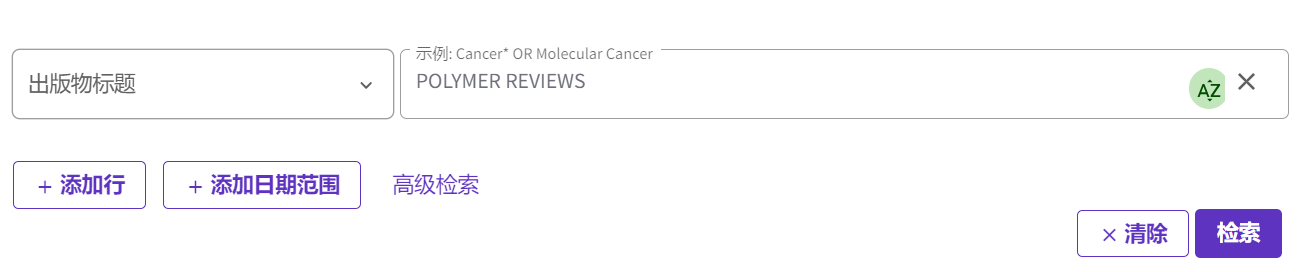 示例: Cancer* OR Molecular Cancer
出版物标题
POLYMER REVIEWS
AZ
+ 添加行
+ 添加日期范围
高级检索
× 清除
检索